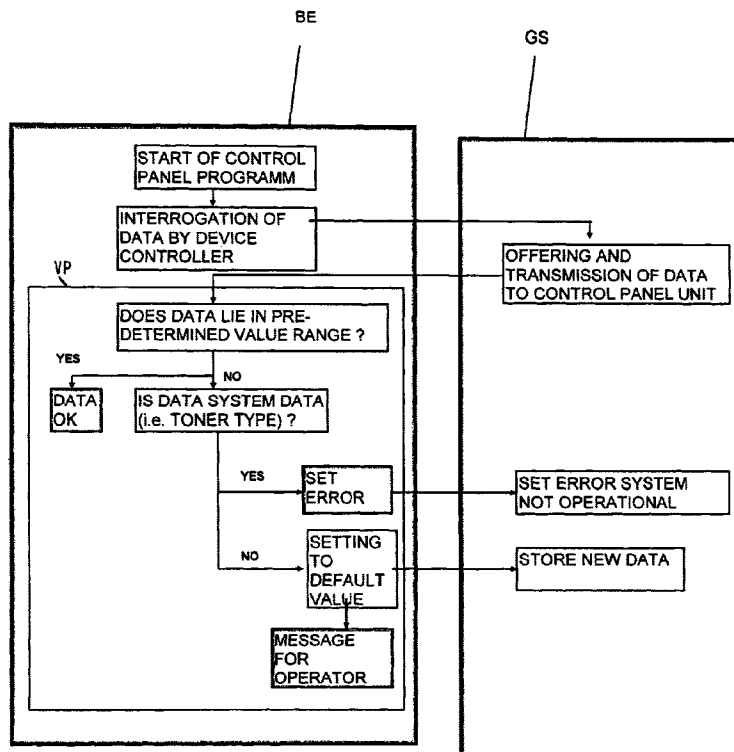 BE
GS
START OF CONTROL
PANEL PROGRAMM
INTERROGATION OF
DATA BY DEVICE
CONTROLLER
OFFERING AND
TRANSMISSION OF DATA
TO CONTROL PANEL UNIT
VP
DOES DATA LIE IN PRE-
DETERMINED VALUE RANGE ?
YES
NO
DATA
OK
IS DATA SYSTEM DATA
(i.e. TONER TYPE) ?
YES
SET
ERROR
SET ERROR SYSTEM
NOT OPERATIONAL
NO
SETTING
TO
DEFAULT
VALUE
STORE NEW DATA
MESSAGE
FOR
OPERATOR